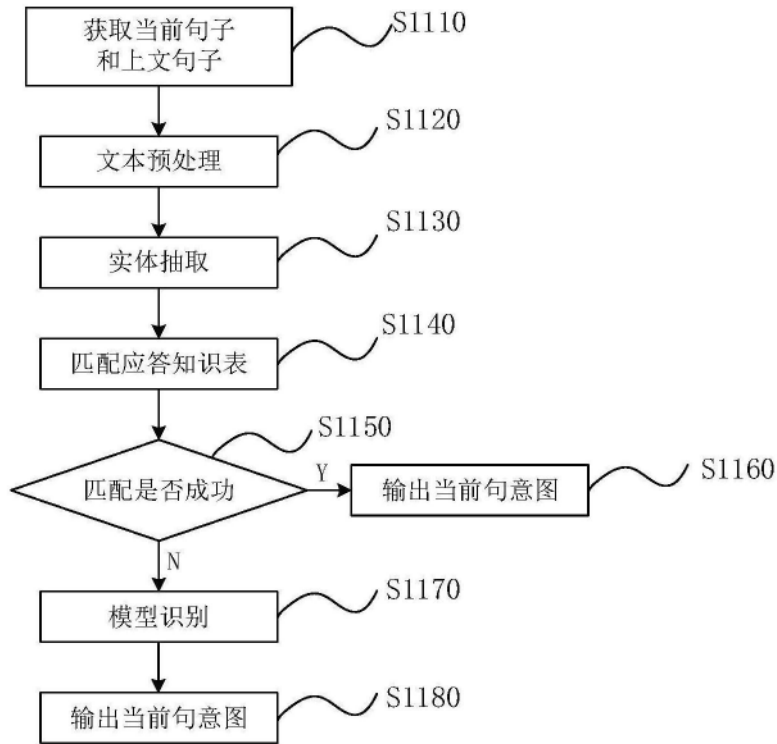 获取当前句子
和上文句子
S1110
文本预处理
S1120
实体抽取
S1130
匹配应答知识表
S1140
匹配是否成功
S1150
Y
输出当前句意图
S1160
N
模型识别
S1170
输出当前句意图
S1180